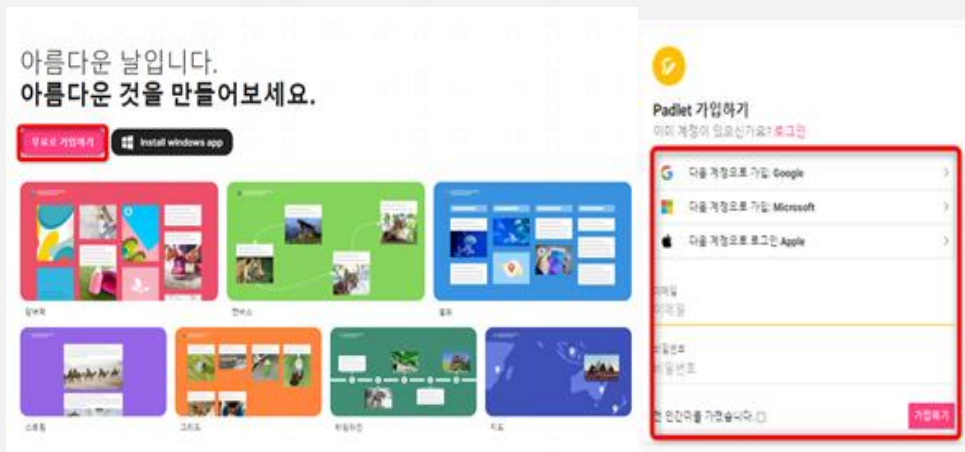 아름다운 날입니다.
아름다운 것을 만들어보세요.
무료로 가입하기
Install windows app
담벼락
캔버스
셸프
스트림
그리드
타임라인
지도
Padlet 가입하기
이미 계정이 있으신가요? 로그인
다음 계정으로 가입: Google
다음 계정으로 가입: Microsoft
다음 계정으로 로그인 Apple
이메일
이메일
비밀번호
비밀번호
전 인간미를 가졌습니다.
가입하기